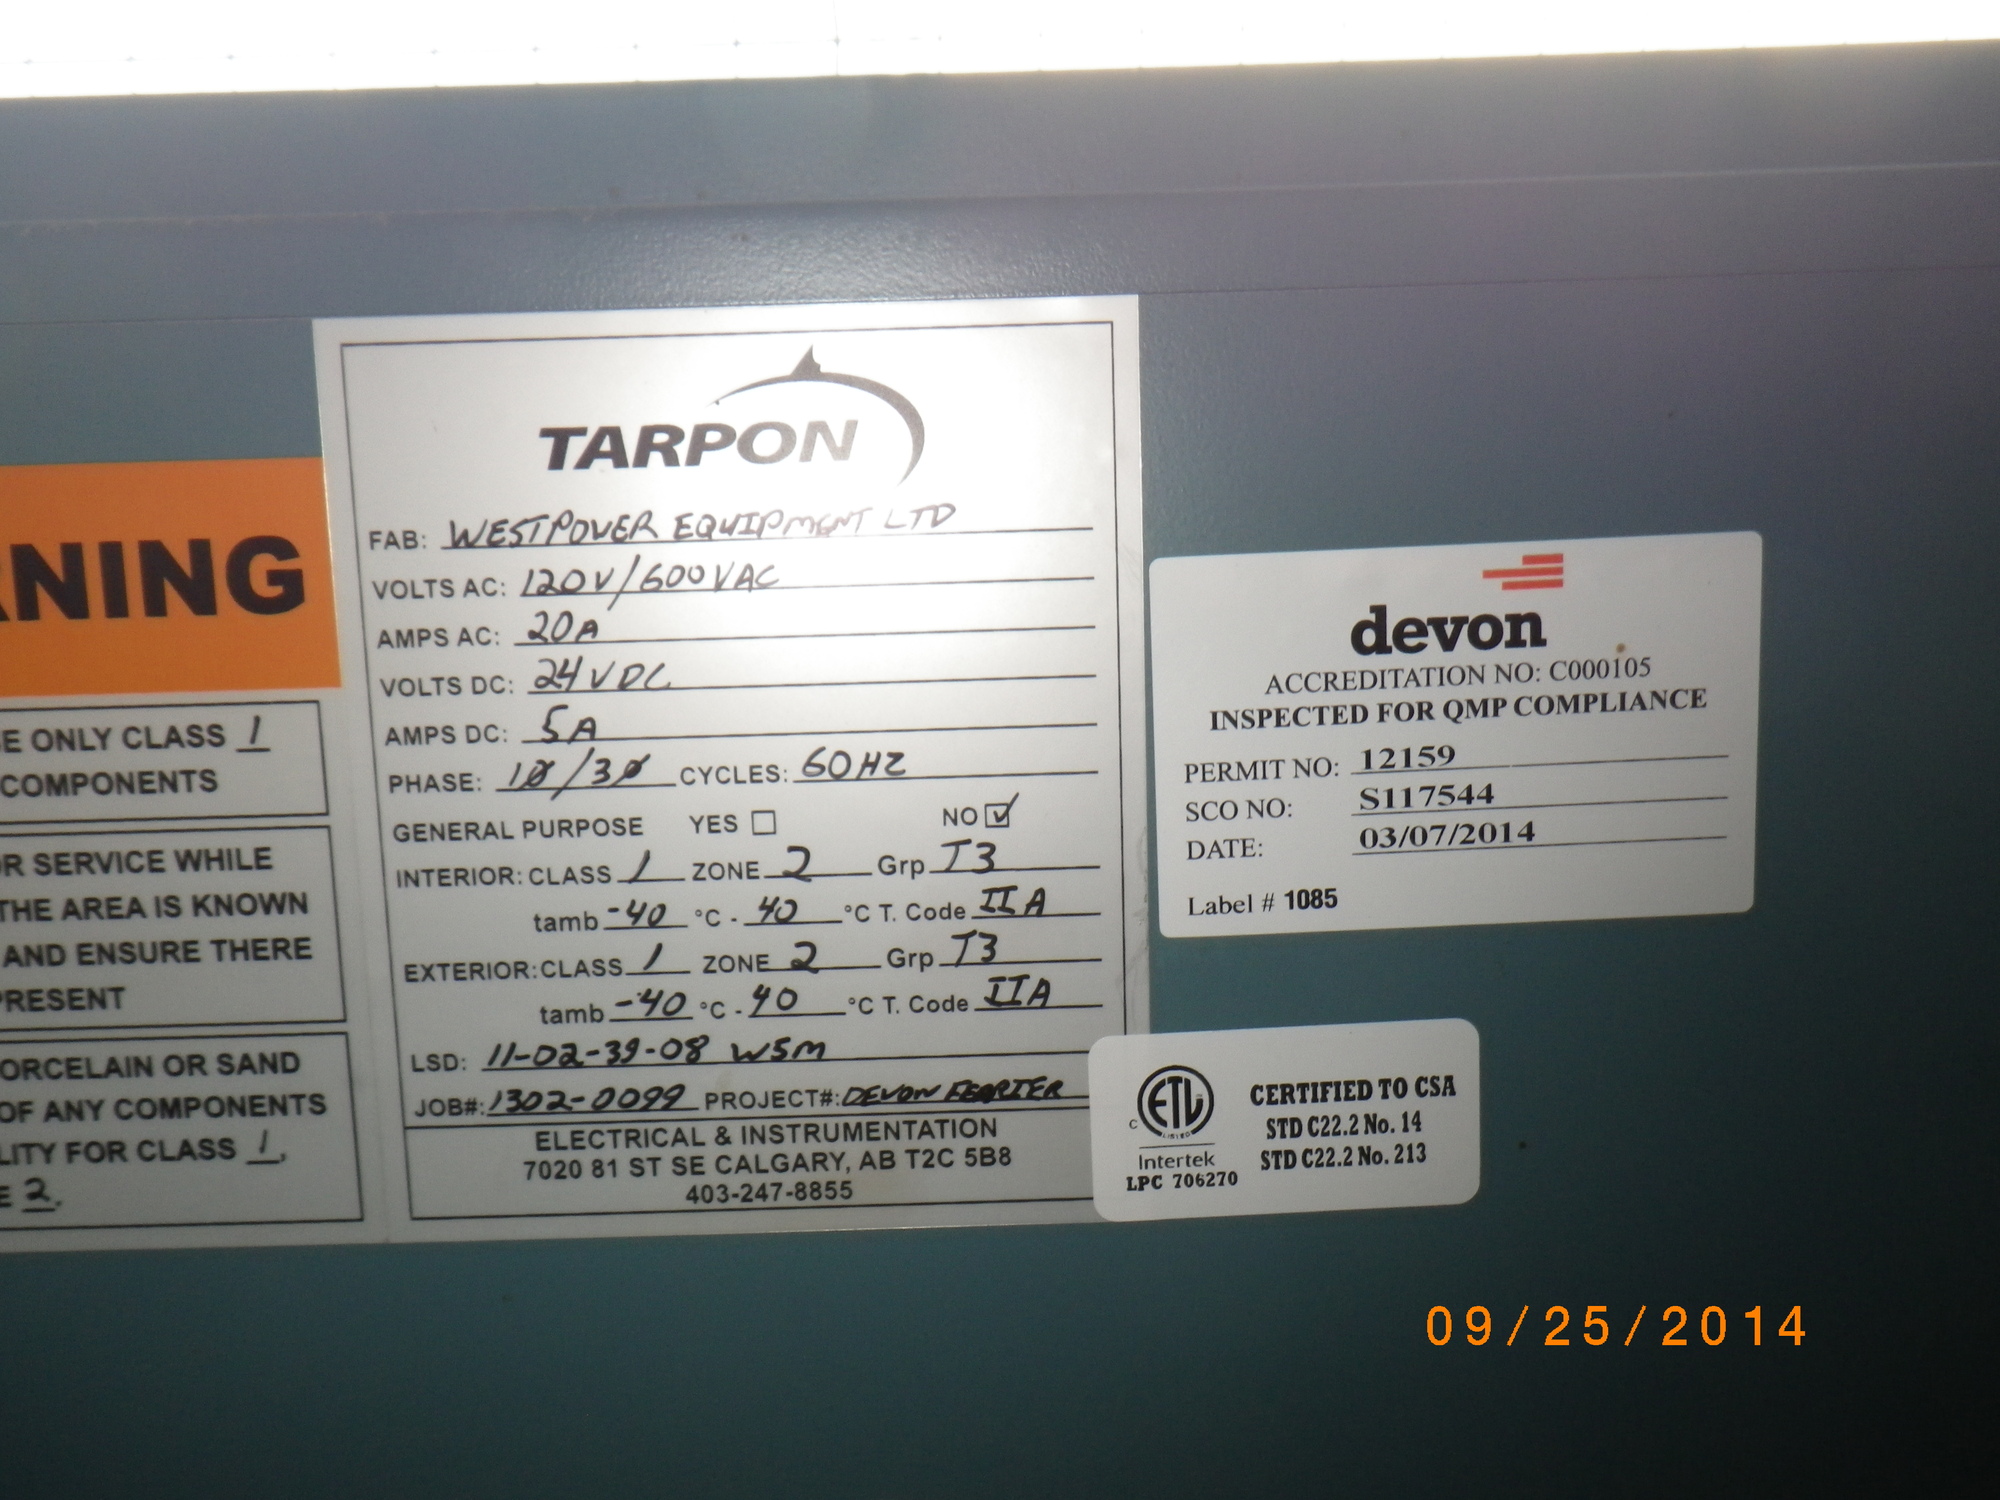 RNING
E ONLY CLASS 1
COMPONENTS
R SERVICE WHILE
THE AREA IS KNOWN
AND ENSURE THERE
PRESENT
ORCELAIN OR SAND
OF ANY COMPONENTS
LITY FOR CLASS 1,
E 2.
TARPON
FAB: WESTPOWER EQUIPMENT LTD
VOLTS AC: 120V/600VAC
AMPS AC: 20A
VOLTS DC: 24VDC
AMPS DC: 5A
PHASE: 1Ø/3Ø CYCLES: 60HZ
GENERAL PURPOSE YES ☐ NO ☑
INTERIOR: CLASS 1 ZONE 2 Grp T3
tamb -40 °C - 40 °C T. Code IIA
EXTERIOR: CLASS 1 ZONE 2 Grp T3
tamb -40 °C - 40 °C T. Code IIA
LSD: 11-02-39-08 W5M
JOB#: 1302-0099 PROJECT#: DEVON
ELECTRICAL & INSTRUMENTATION
7020 81 ST SE CALGARY, AB T2C 5B8
403-247-8855
devon
ACCREDITATION NO: C000105
INSPECTED FOR QMP COMPLIANCE
PERMIT NO: 12159
SCO NO: S117544
DATE: 03/07/2014
Label # 1085
C ETL
LISTED
Intertek
LPC 706270
CERTIFIED TO CSA
STD C22.2 No. 14
STD C22.2 No. 213
09/25/2014